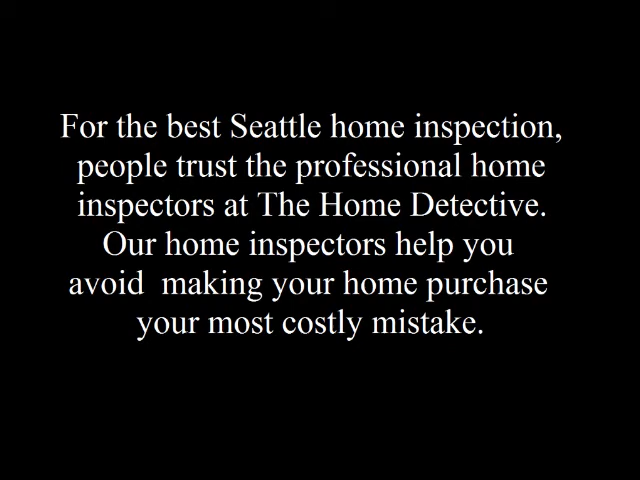 For the best Seattle home inspection,
people trust the professional home
inspectors at The Home Detective.
Our home inspectors help you
avoid  making your home purchase
your most costly mistake.